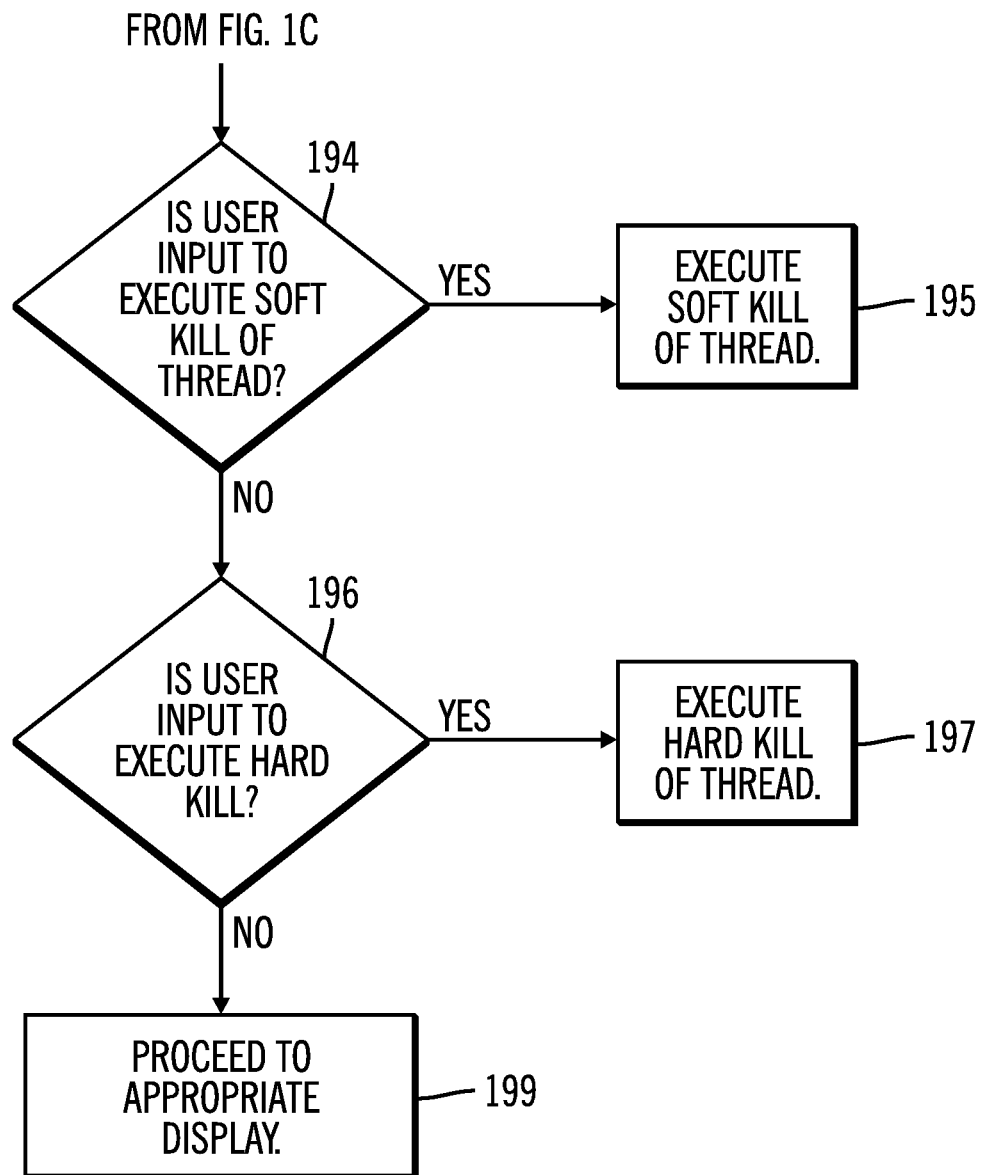 FROM FIG. 1C
194
IS USER
INPUT TO
EXECUTE SOFT
KILL OF
THREAD?
YES
EXECUTE
SOFT KILL
OF THREAD.
195
NO
196
IS USER
INPUT TO
EXECUTE HARD
KILL?
YES
EXECUTE
HARD KILL
OF THREAD.
197
NO
PROCEED TO
APPROPRIATE
DISPLAY.
199